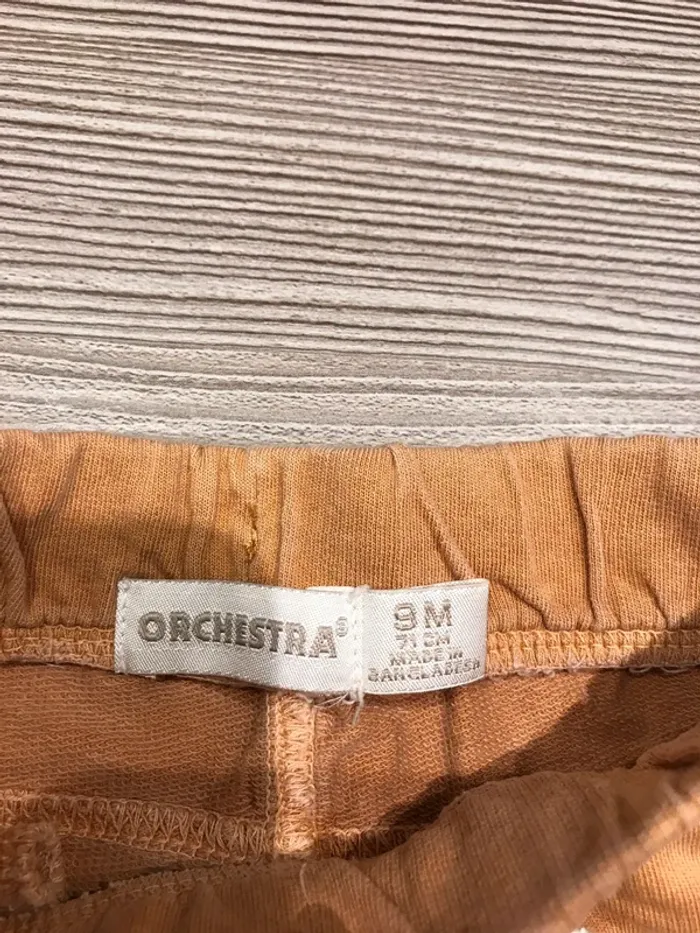 ORCHESTRA®
9M
71 CM
MADE IN
BANGLADESH